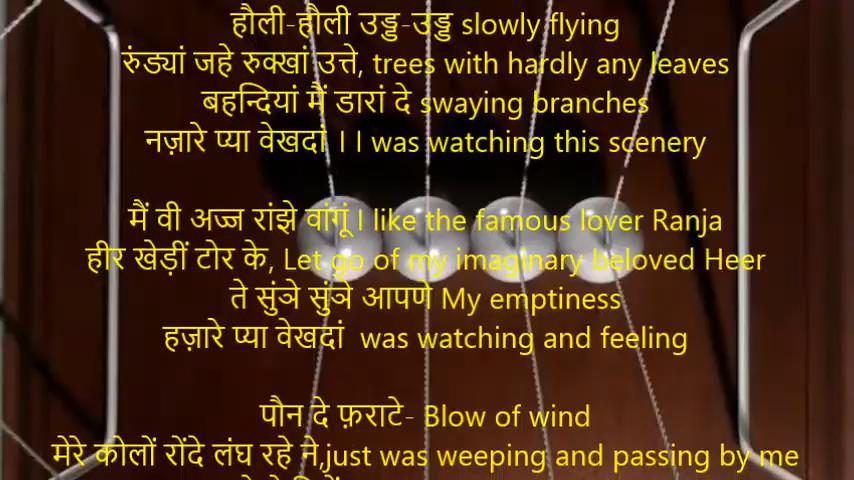 हौली-हौली उड्ड-उड्ड slowly flying
रुंड्यां जहे रुक्खां उत्ते, trees with hardly any leaves
बहन्दियां मैं डारां दे swaying branches
नज़ारे प्या वेखदां । I was watching this scenery
मैं वी अज्ज रांझे वांगूं I like the famous lover Ranja
हीर खेड़ीं टोर के, Let go of my imaginary beloved Heer
ते सुंञे सुंञे आपणे My emptiness
हज़ारे प्या वेखदां was watching and feeling
पौन दे फ़राटे- Blow of wind
मेरे कोलों रोंदे लंघ रहे ने,just was weeping and passing by me